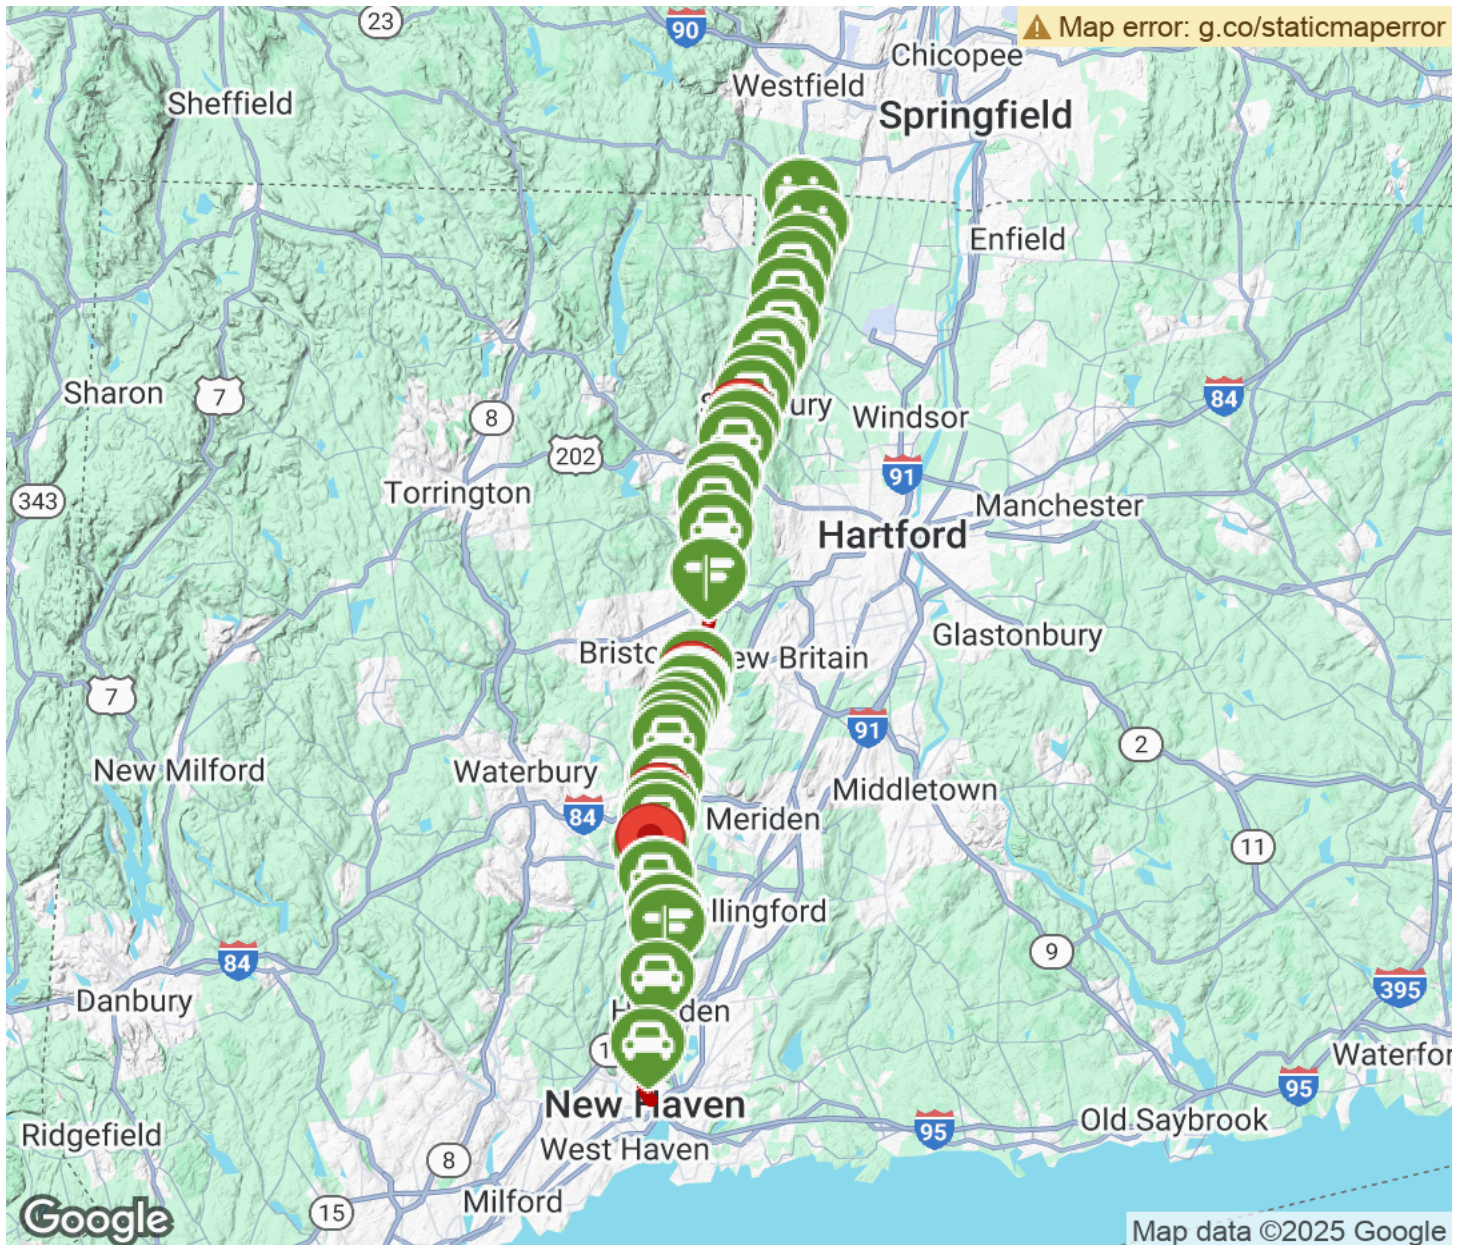 23
90
Map error: g.co/staticmaperror
Chicopee
Westfield
Sheffield
Springfield
Enfield
Sharon
7
84
8
ury
Windsor
202
91
343
Torrington
Manchester
Hartford
Glastonbury
Bristo
ew Britain
7
91
2
New Milford
Waterbury
Middletown
84
Meriden
11
llingford
9
84
395
Danbury
H den
1
Waterfor
95
New Haven
Old Saybrook
95
Ridgefield
West Haven
8
Milford
15
Google
Map data ©2025 Google